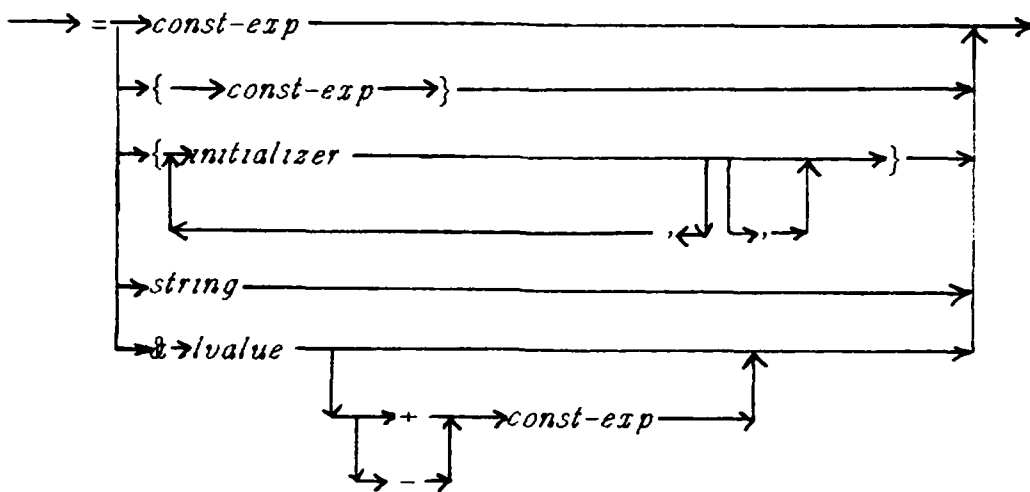 = const-exp
{ const-exp }
{ initializer }
, ,
string
& lvalue
+ const-exp
-